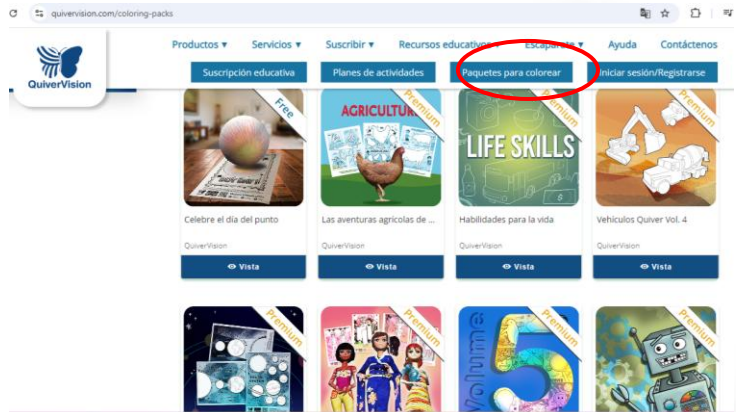 quivervision.com/coloring-packs
Productos ▾ Servicios ▾ Suscribir ▾ Recursos educativos ▾ Escaparate ▾ Ayuda Contáctenos
QuiverVision
Suscripción educativa Planes de actividades Paquetes para colorear Iniciar sesión/Registrarse
Free Premium Premium Premium
AGRICULTUR
LIFE SKILLS
Celebre el día del punto Las aventuras agrícolas de ... Habilidades para la vida Vehículos Quiver Vol. 4
QuiverVision QuiverVision QuiverVision QuiverVision
Vista Vista Vista Vista
Premium Premium Premium Premium
Volume 5